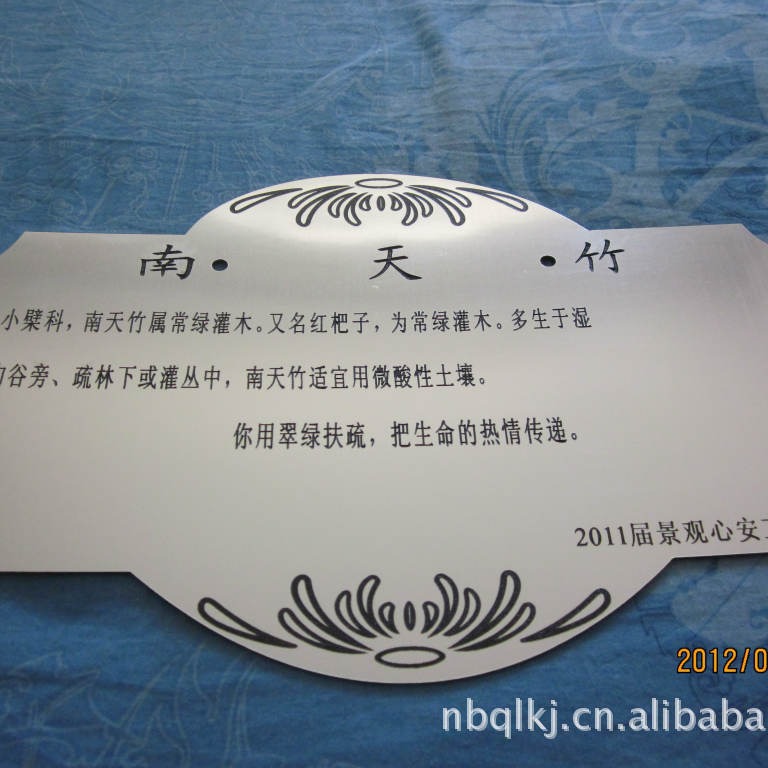 南 天 竹
小檗科，南天竹属常绿灌木。又名红杷子，为常绿灌木。多生于湿
谷旁、疏林下或灌丛中，南天竹适宜用微酸性土壤。
你用翠绿扶疏，把生命的热情传递。
2011届景观心安
2012/0
nbqlkj.cn.alibaba